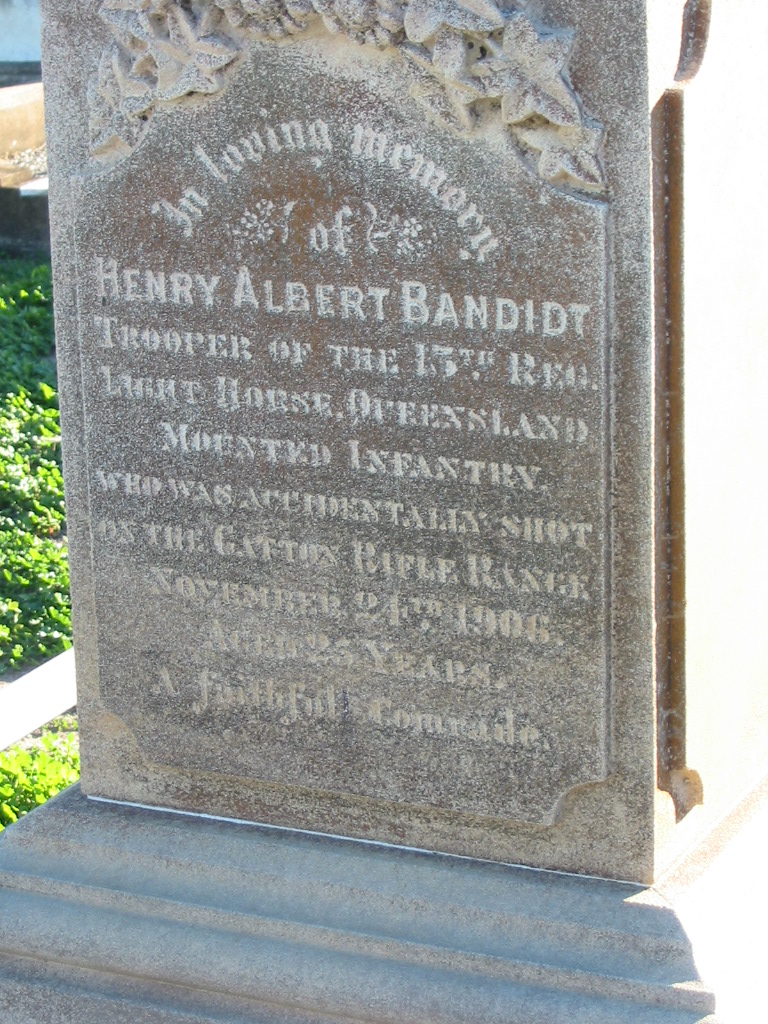 In loving memory
of
HENRY ALBERT BANDIDT
TROOPER OF THE 13TH REG.
LIGHT HORSE, QUEENSLAND
MOUNTED INFANTRY.
WHO WAS ACCIDENTALLY SHOT
ON THE GATTON RIFLE RANGE
NOVEMBER 24TH 1906.
AGED 25 YEARS.
A faithful Comrade.